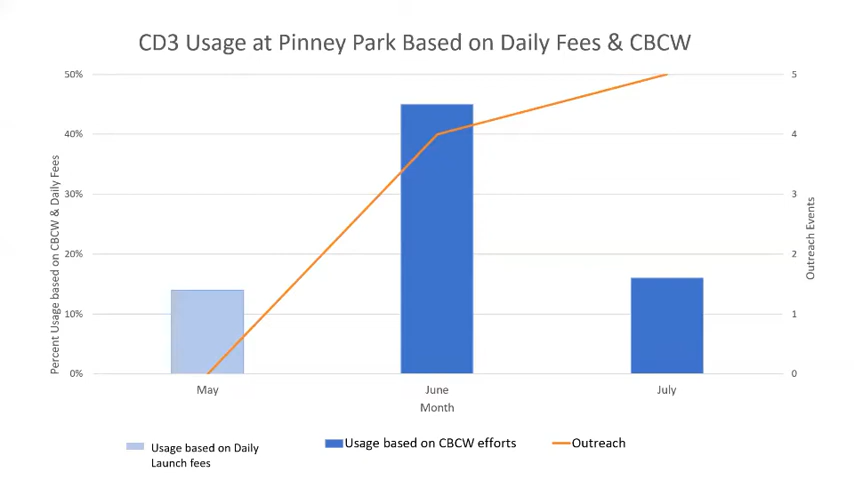 CD3 Usage at Pinney Park Based on Daily Fees & CBCW
50%
40%
30%
20%
10%
0%
Percent Usage based on CBCW & Daily Fees
5
4
3
2
1
0
Outreach Events
May
June
July
Month
Usage based on Daily
Launch fees
Usage based on CBCW efforts
Outreach